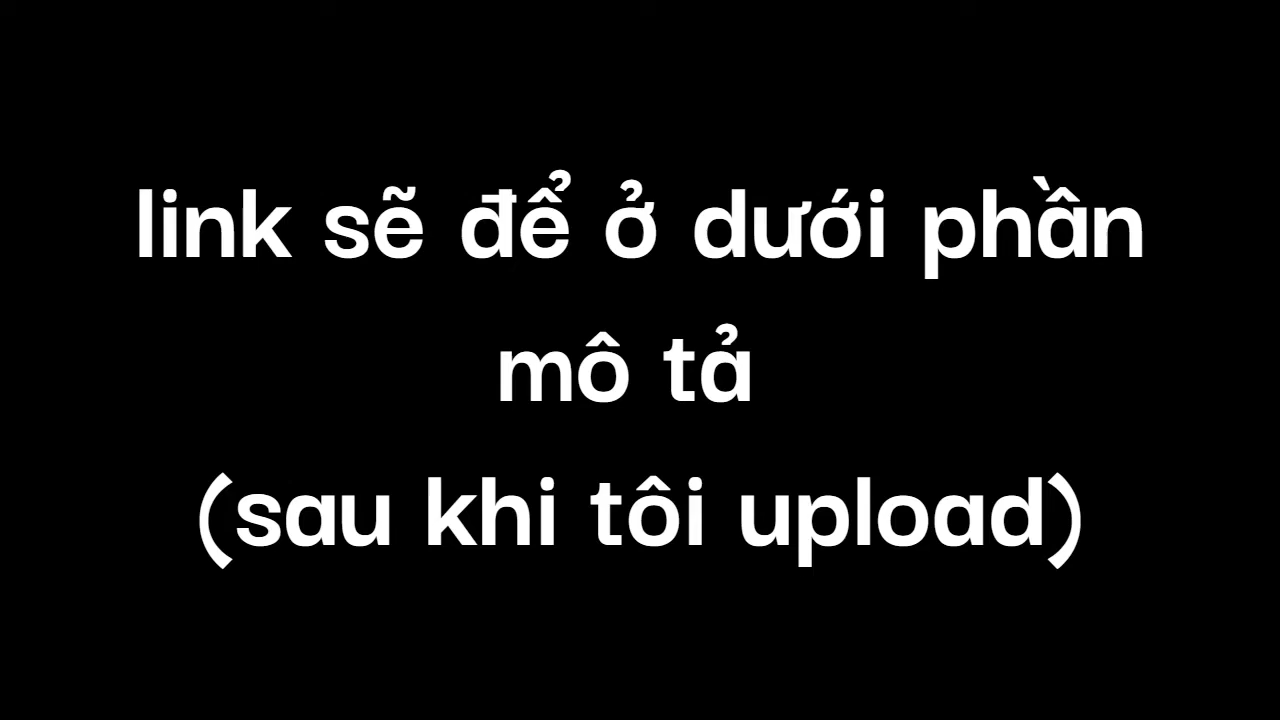 link sẽ để ở dưới phần
mô tả
(sau khi tôi upload)